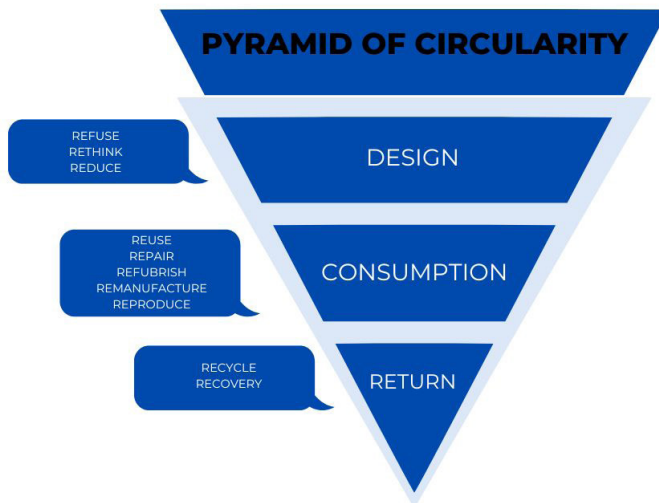 PYRAMID OF CIRCULARITY
REFUSE
RETHINK
REDUCE
DESIGN
REUSE
REPAIR
REFUBRISH
REMANUFACTURE
REPRODUCE
CONSUMPTION
RECYCLE
RECOVERY
RETURN